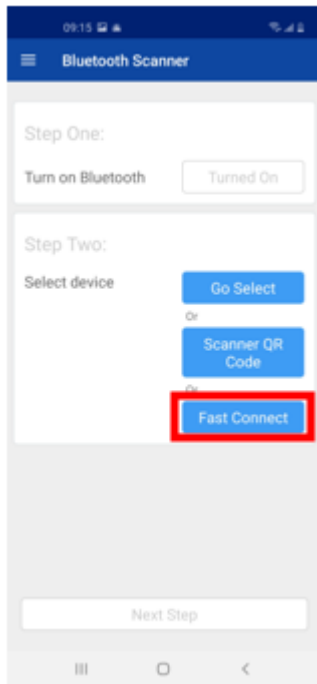 09:15
Bluetooth Scanner
Step One:
Turn on Bluetooth
Turned On
Step Two:
Select device
Go Select
Or
Scanner QR
Code
Or
Fast Connect
Next Step